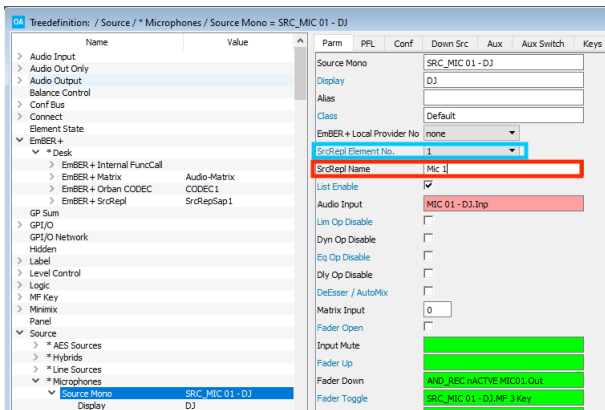 OA Treedefinition: / Source / * Microphones / Source Mono = SRC_MIC 01 - DJ
Name Value
Audio Input
Audio Out Only
Audio Output
Balance Control
Conf Bus
Connect
Element State
EmBER+
* Desk
EmBER+ Internal FuncCall
EmBER+ Matrix Audio-Matrix
EmBER+ Orban CODEC CODEC1
EmBER+ SrcRepl SrcRepSap1
GP Sum
GPI/O
GPI/O Network
Hidden
Label
Level Control
Logic
MF Key
Minimix
Panel
Source
* AES Sources
* Hybrids
* Line Sources
* Microphones
Source Mono SRC_MIC 01 - DJ
Display DJ
Parm PFL Conf Down Src Aux Aux Switch Keys
Source Mono SRC_MIC 01 - DJ
Display DJ
Alias
Class Default
EmBER+ Local Provider No none
SrcRepl Element No. 1
SrcRepl Name Mic 1
List Enable
Audio Input MIC 01 - DJ.Inp
Lim Op Disable
Dyn Op Disable
Eq Op Disable
Dly Op Disable
DeEsser / AutoMix
Matrix Input 0
Fader Open
Input Mute
Fader Up
Fader Down AND_REC nACTVE MIC01.Out
Fader Toggle SRC_MIC 01 - DJ.MF 3 Key